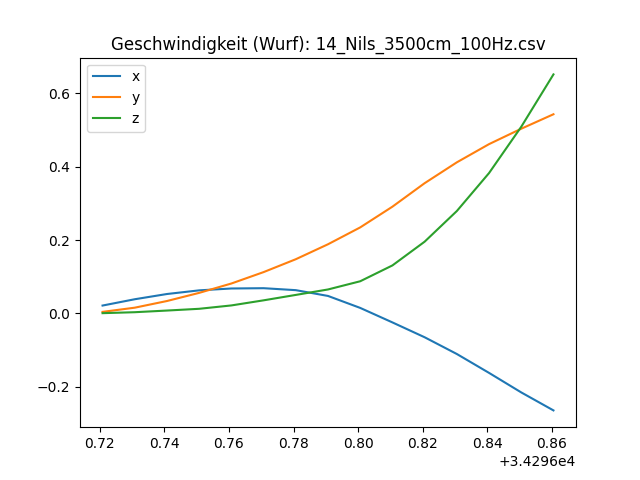 Geschwindigkeit (Wurf): 14_Nils_3500cm_100Hz.csv
x
y
z
0.6
0.4
0.2
0.0
−0.2
0.72 0.74 0.76 0.78 0.80 0.82 0.84 0.86
+3.4296e4